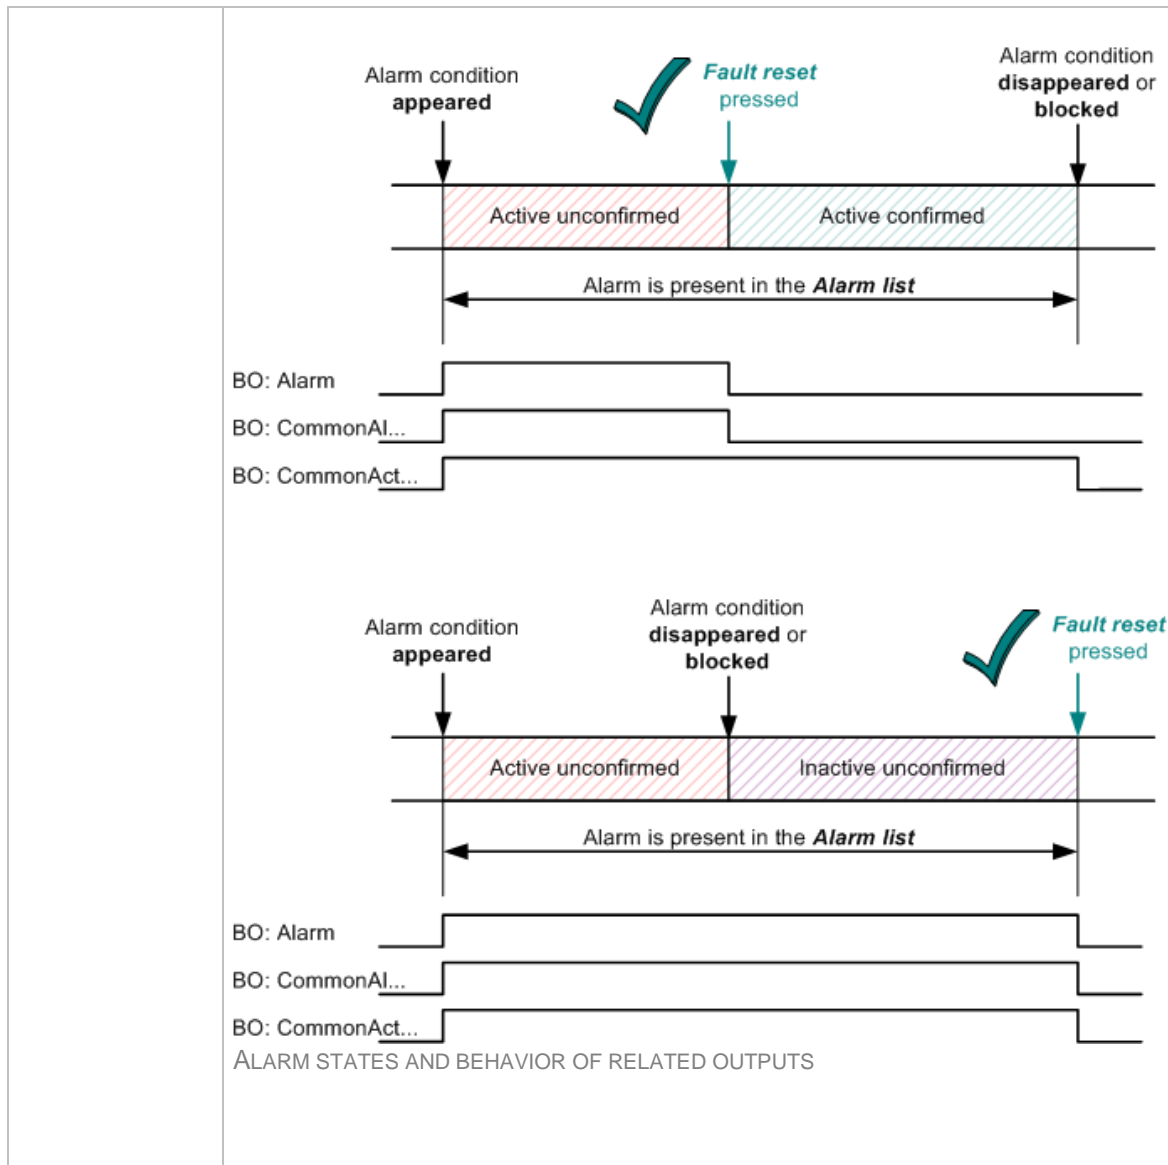 Alarm condition
appeared
Fault reset
pressed
Alarm condition
disappeared or
blocked
Active unconfirmed
Active confirmed
Alarm is present in the Alarm list
BO: Alarm
BO: CommonAl...
BO: CommonAct...
Alarm condition
appeared
Alarm condition
disappeared or
blocked
Fault reset
pressed
Active unconfirmed
Inactive unconfirmed
Alarm is present in the Alarm list
BO: Alarm
BO: CommonAl...
BO: CommonAct...
ALARM STATES AND BEHAVIOR OF RELATED OUTPUTS